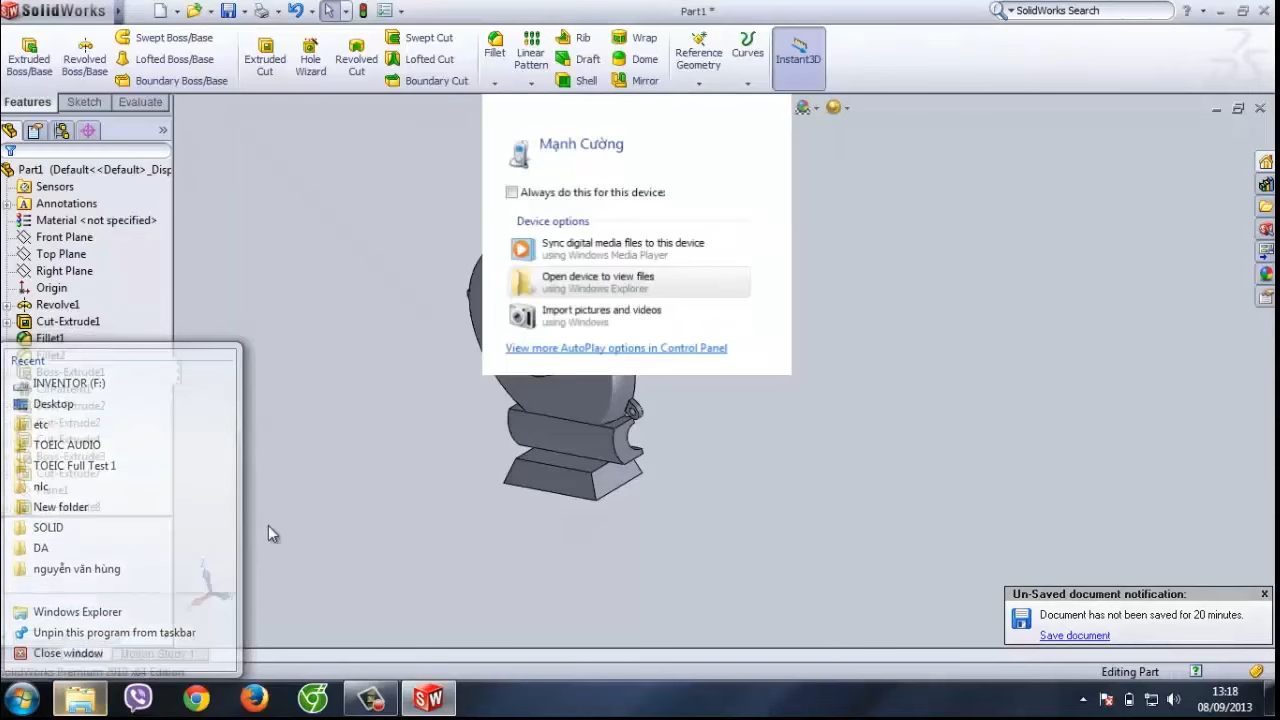 SolidWorks
Part1 *
SolidWorks Search
Extruded Boss/Base
Revolved Boss/Base
Swept Boss/Base
Lofted Boss/Base
Boundary Boss/Base
Extruded Cut
Hole Wizard
Revolved Cut
Swept Cut
Lofted Cut
Boundary Cut
Fillet
Linear Pattern
Rib
Draft
Shell
Wrap
Dome
Mirror
Reference Geometry
Curves
Instant3D
Features
Sketch
Evaluate
Part1 (Default<<Default>_Disp
Sensors
Annotations
Material <not specified>
Front Plane
Top Plane
Right Plane
Origin
Revolve1
Cut-Extrude1
Fillet1
Mạnh Cường
Always do this for this device:
Device options
Sync digital media files to this device
using Windows Media Player
Open device to view files
using Windows Explorer
Import pictures and videos
using Windows
View more AutoPlay options in Control Panel
Recent
INVENTOR (F:)
Desktop
etc
TOEIC AUDIO
TOEIC Full Test 1
nlc
New folder
SOLID
DA
nguyễn văn hùng
Windows Explorer
Unpin this program from taskbar
Close window
Un-Saved document notification:
Document has not been saved for 20 minutes.
Save document
Editing Part
13:18
08/09/2013